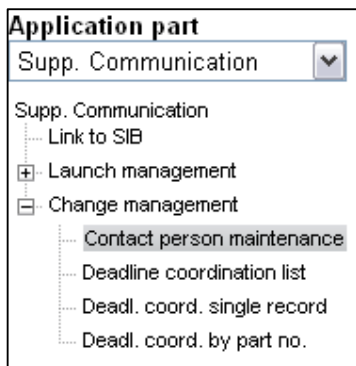 Application part
Supp. Communication
Supp. Communication
Link to SIB
Launch management
Change management
Contact person maintenance
Deadline coordination list
Deadl. coord. single record
Deadl. coord. by part no.